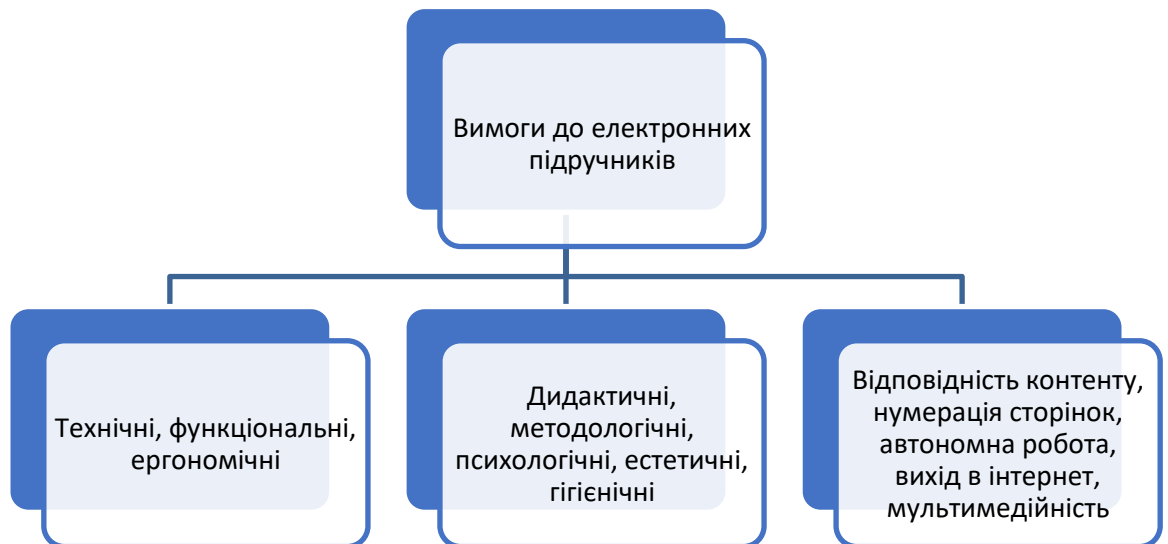 Вимоги до електронних
підручників
Технічні, функціональні,
ергономічні
Дидактичні,
методологічні,
психологічні, естетичні,
гігієнічні
Відповідність контенту,
нумерація сторінок,
автономна робота,
вихід в інтернет,
мультимедійність